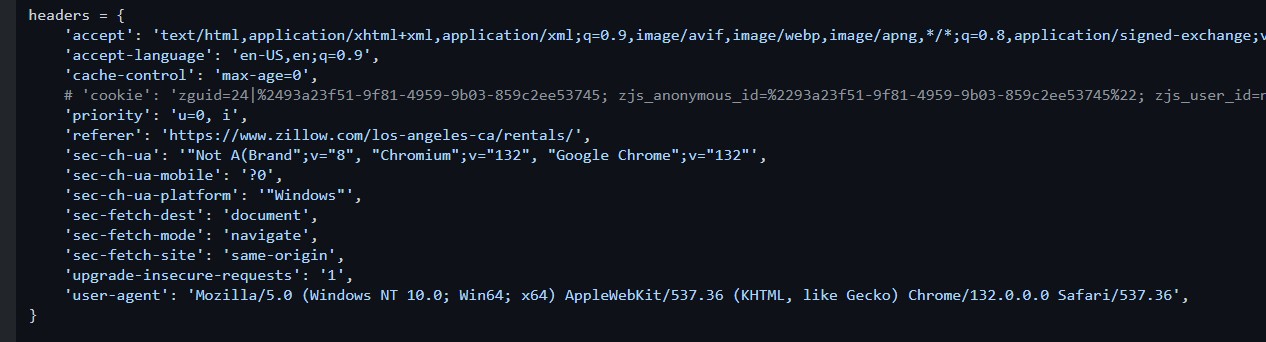 headers = {
    'accept': 'text/html,application/xhtml+xml,application/xml;q=0.9,image/avif,image/webp,image/apng,*/*;q=0.8,application/signed-exchange;v
    'accept-language': 'en-US,en;q=0.9',
    'cache-control': 'max-age=0',
    # 'cookie': 'zguid=24|%2493a23f51-9f81-4959-9b03-859c2ee53745; zjs_anonymous_id=%2293a23f51-9f81-4959-9b03-859c2ee53745%22; zjs_user_id=n
    'priority': 'u=0, i',
    'referer': 'https://www.zillow.com/los-angeles-ca/rentals/',
    'sec-ch-ua': '"Not A(Brand";v="8", "Chromium";v="132", "Google Chrome";v="132"',
    'sec-ch-ua-mobile': '?0',
    'sec-ch-ua-platform': '"Windows"',
    'sec-fetch-dest': 'document',
    'sec-fetch-mode': 'navigate',
    'sec-fetch-site': 'same-origin',
    'upgrade-insecure-requests': '1',
    'user-agent': 'Mozilla/5.0 (Windows NT 10.0; Win64; x64) AppleWebKit/537.36 (KHTML, like Gecko) Chrome/132.0.0.0 Safari/537.36',
}